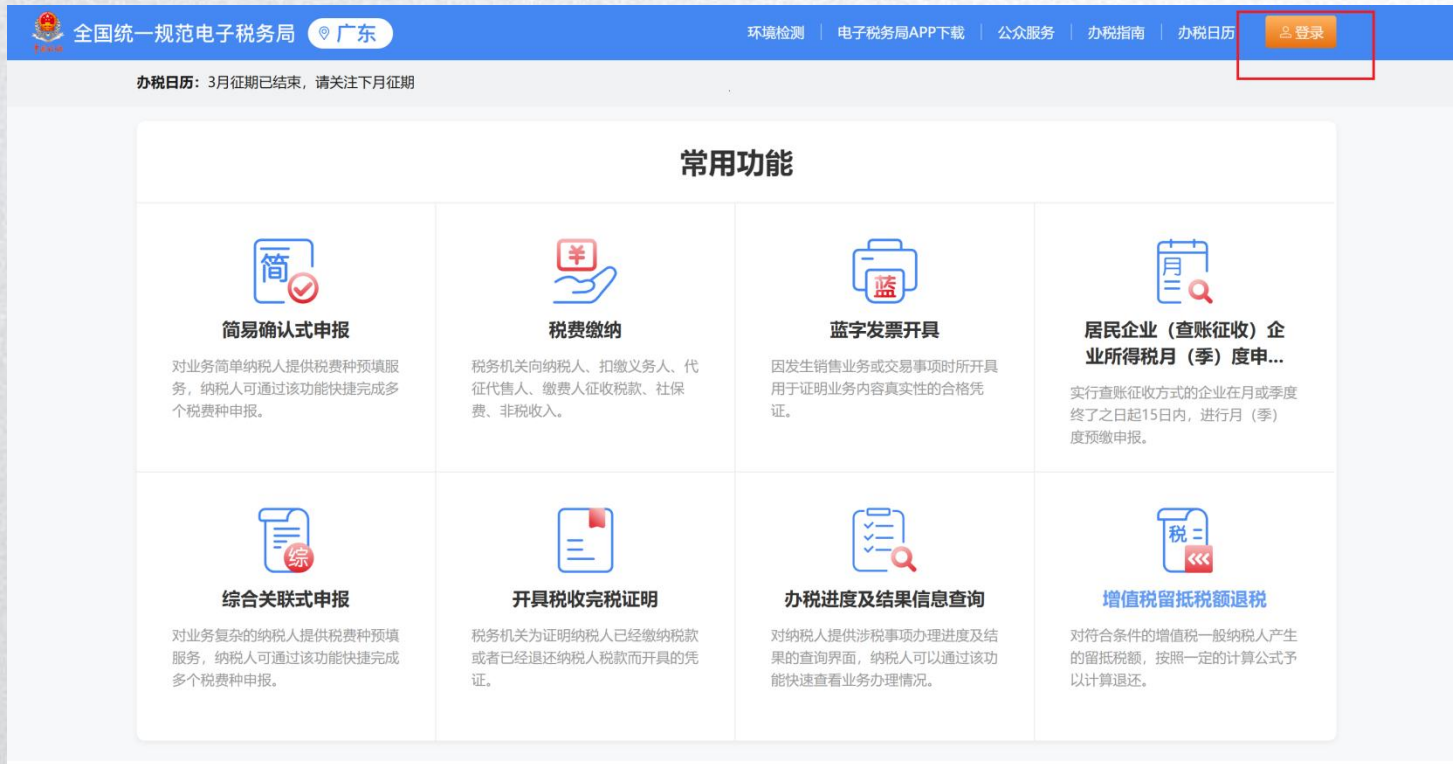 全国统一规范电子税务局 广东 环境检测 电子税务局APP下载 公众服务 办税指南 办税日历 登录
办税日历：3月征期已结束，请关注下月征期
常用功能
简
简易确认式申报
对业务简单纳税人提供税费种预填服
务，纳税人可通过该功能快捷完成多
个税费种申报。
¥
税费缴纳
税务机关向纳税人、扣缴义务人、代
征代售人、缴费人征收税款、社保
费、非税收入。
蓝
蓝字发票开具
因发生销售业务或交易事项时所开具
用于证明业务内容真实性的合格凭
证。
月
居民企业（查账征收）企
业所得税月（季）度申...
实行查账征收方式的企业在月或季度
终了之日起15日内，进行月（季）
度预缴申报。
综
综合关联式申报
对业务复杂的纳税人提供税费种预填
服务，纳税人可通过该功能快捷完成
多个税费种申报。
开具税收完税证明
税务机关为证明纳税人已经缴纳税款
或者已经退还纳税人税款而开具的凭
证。
办税进度及结果信息查询
对纳税人提供涉税事项办理进度及结
果的查询界面，纳税人可以通过该功
能快速查看业务办理情况。
税
增值税留抵税额退税
对符合条件的增值税一般纳税人产生
的留抵税额，按照一定的计算公式予
以计算退还。